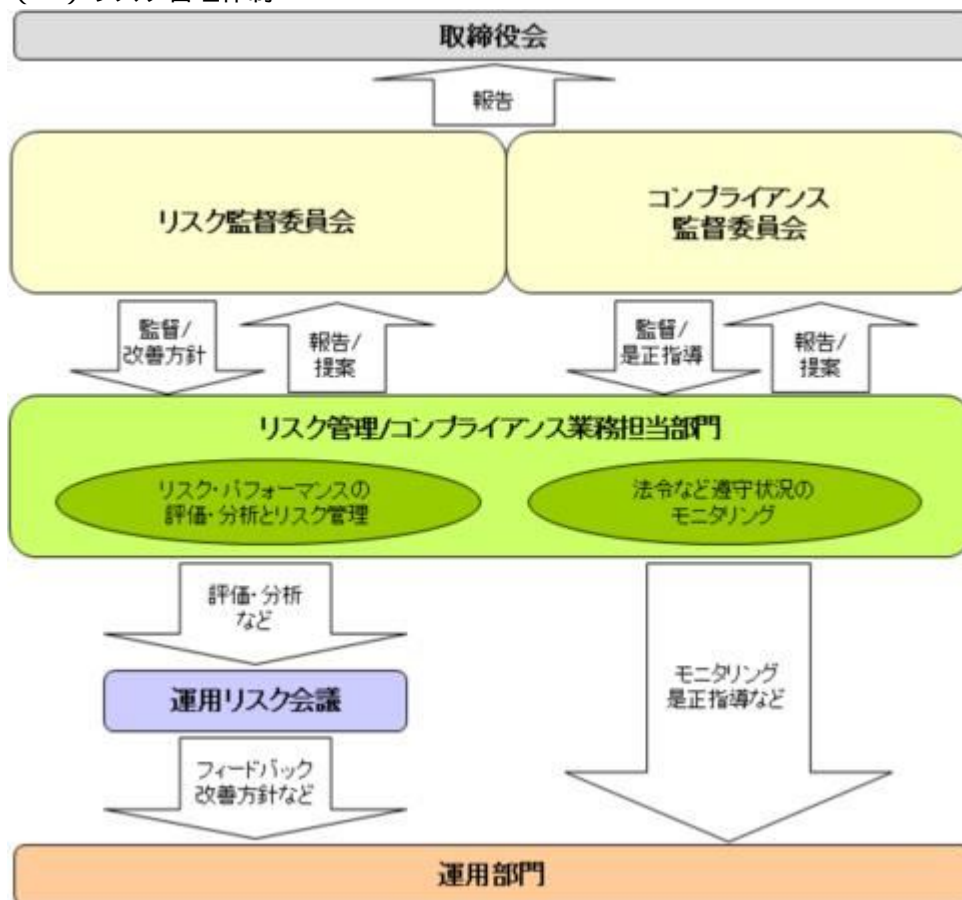 取締役会
報告
リスク監督委員会
コンプライアンス
監督委員会
監督/
改善方針
報告/
提案
監督/
是正指導
報告/
提案
リスク管理/コンプライアンス業務担当部門
リスク・パフォーマンスの
評価・分析とリスク管理
法令など遵守状況の
モニタリング
評価・分析
など
運用リスク会議
モニタリング
是正指導など
フィードバック
改善方針など
運用部門